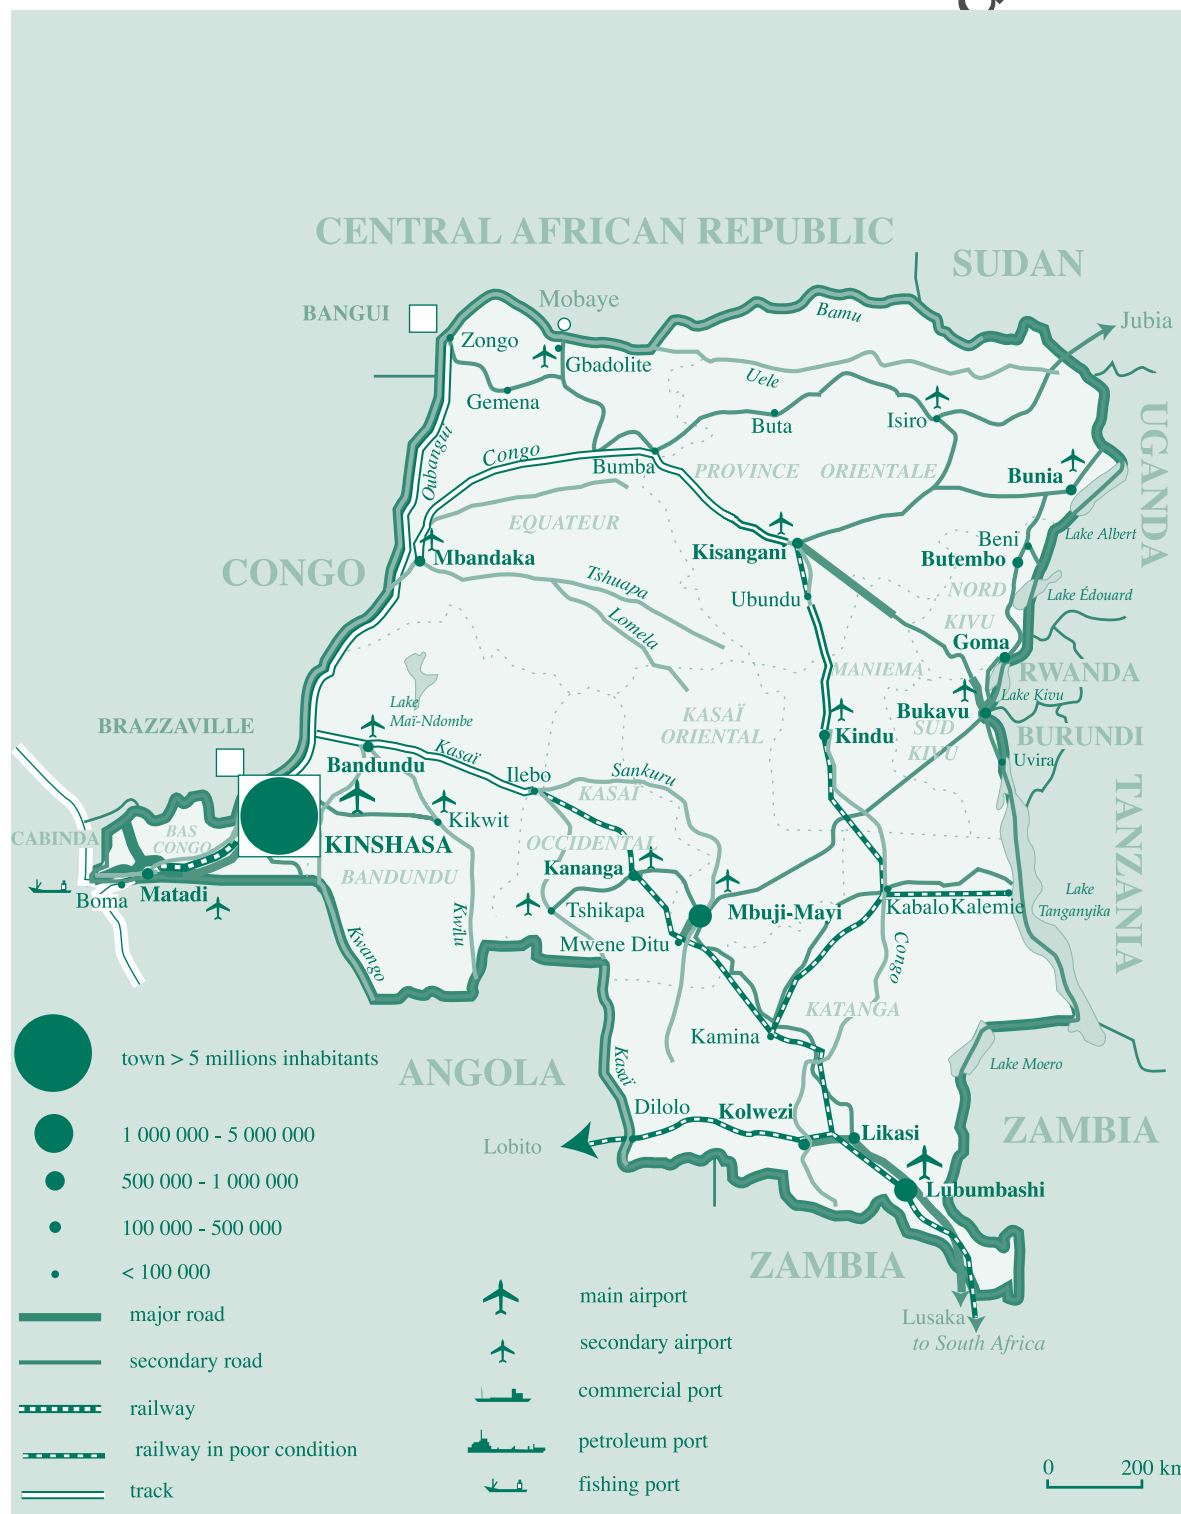 CENTRAL AFRICAN REPUBLIC
SUDAN
Mobaye
BANGUI
Bamu
Jubia
Zongo
Gbadolite
Uele
Gemena
Buta
Isiro
UGANDA
Oubangui
Congo
Bumba
PROVINCE ORIENTALE
Bunia
EQUATEUR
Lake Albert
Beni
Kisangani
Butembo
Mbandaka
CONGO
Tshuapa
NORD
KIVU
Lake Édouard
Ubundu
Lomela
Goma
MANIEMA
RWANDA
Lake Kivu
Lake
Maï-Ndombe
KASAÏ
ORIENTAL
Bukavu
SUD
KIVU
BRAZZAVILLE
Kindu
BURUNDI
Kasaï
Bandundu
Uvira
Ilebo
Sankuru
KASAÏ
OCCIDENTAL
TANZANIA
Kikwit
CABINDA
BAS
CONGO
KINSHASA
Kananga
BANDUNDU
Matadi
Boma
Kwilu
Tshikapa
Mbuji-Mayi
Kabalo
Kalemie
Lake
Tanganyika
Kwango
Mwene Ditu
Congo
KATANGA
Kamina
Kasaï
ANGOLA
Lake Moero
Dilolo
Kolwezi
Lobito
Likasi
ZAMBIA
Lubumbashi
ZAMBIA
Lusaka
to South Africa
town > 5 millions inhabitants
1 000 000 - 5 000 000
500 000 - 1 000 000
100 000 - 500 000
< 100 000
major road
secondary road
railway
railway in poor condition
track
main airport
secondary airport
commercial port
petroleum port
fishing port
0 200 km